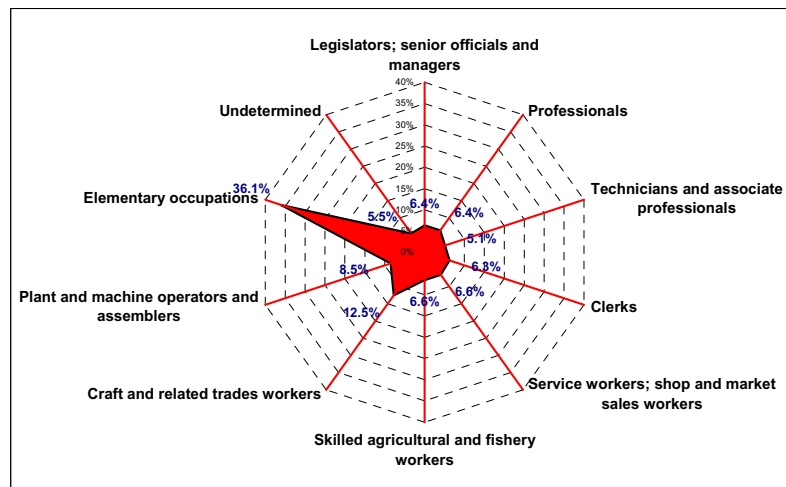 Legislators; senior officials and
managers
40%
35%
30%
25%
20%
15%
10%
5%
0%
Professionals
Technicians and associate
professionals
Clerks
Service workers; shop and market
sales workers
Skilled agricultural and fishery
workers
Craft and related trades workers
Plant and machine operators and
assemblers
Elementary occupations
Undetermined
6.4%
6.4%
5.1%
6.3%
6.6%
6.6%
12.5%
8.5%
36.1%
5.5%